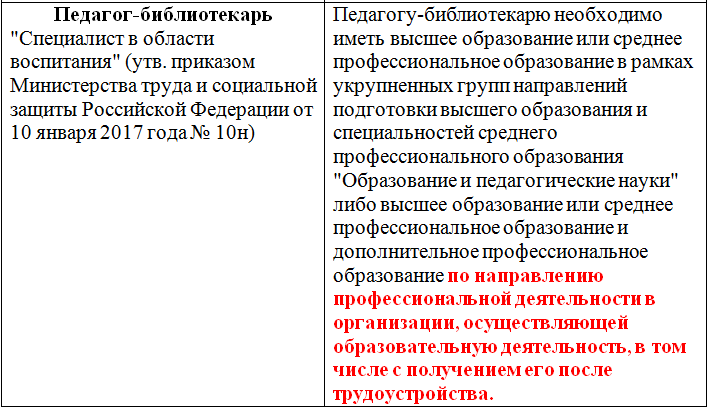 Педагог-библиотекарь
"Специалист в области
воспитания" (утв. приказом
Министерства труда и социальной
защиты Российской Федерации от
10 января 2017 года № 10н)
Педагогу-библиотекарю необходимо
иметь высшее образование или среднее
профессиональное образование в рамках
укрупненных групп направлений
подготовки высшего образования и
специальностей среднего
профессионального образования
"Образование и педагогические науки"
либо высшее образование или среднее
профессиональное образование и
дополнительное профессиональное
образование по направлению
профессиональной деятельности в
организации, осуществляющей
образовательную деятельность, в том
числе с получением его после
трудоустройства.